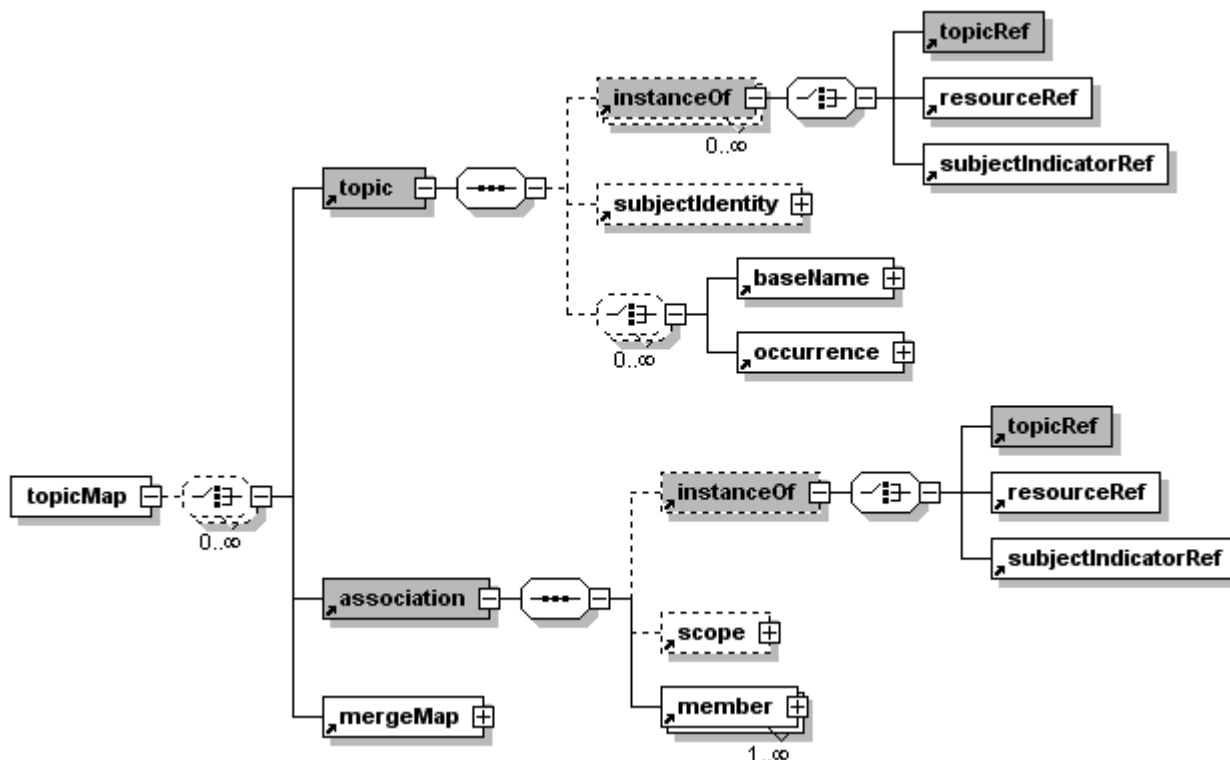 topicRef
instanceOf
resourceRef
0..∞
subjectIndicatorRef
topic
subjectIdentity
baseName
0..∞
occurrence
topicRef
topicMap
instanceOf
resourceRef
0..∞
subjectIndicatorRef
association
scope
mergeMap
member
1..∞